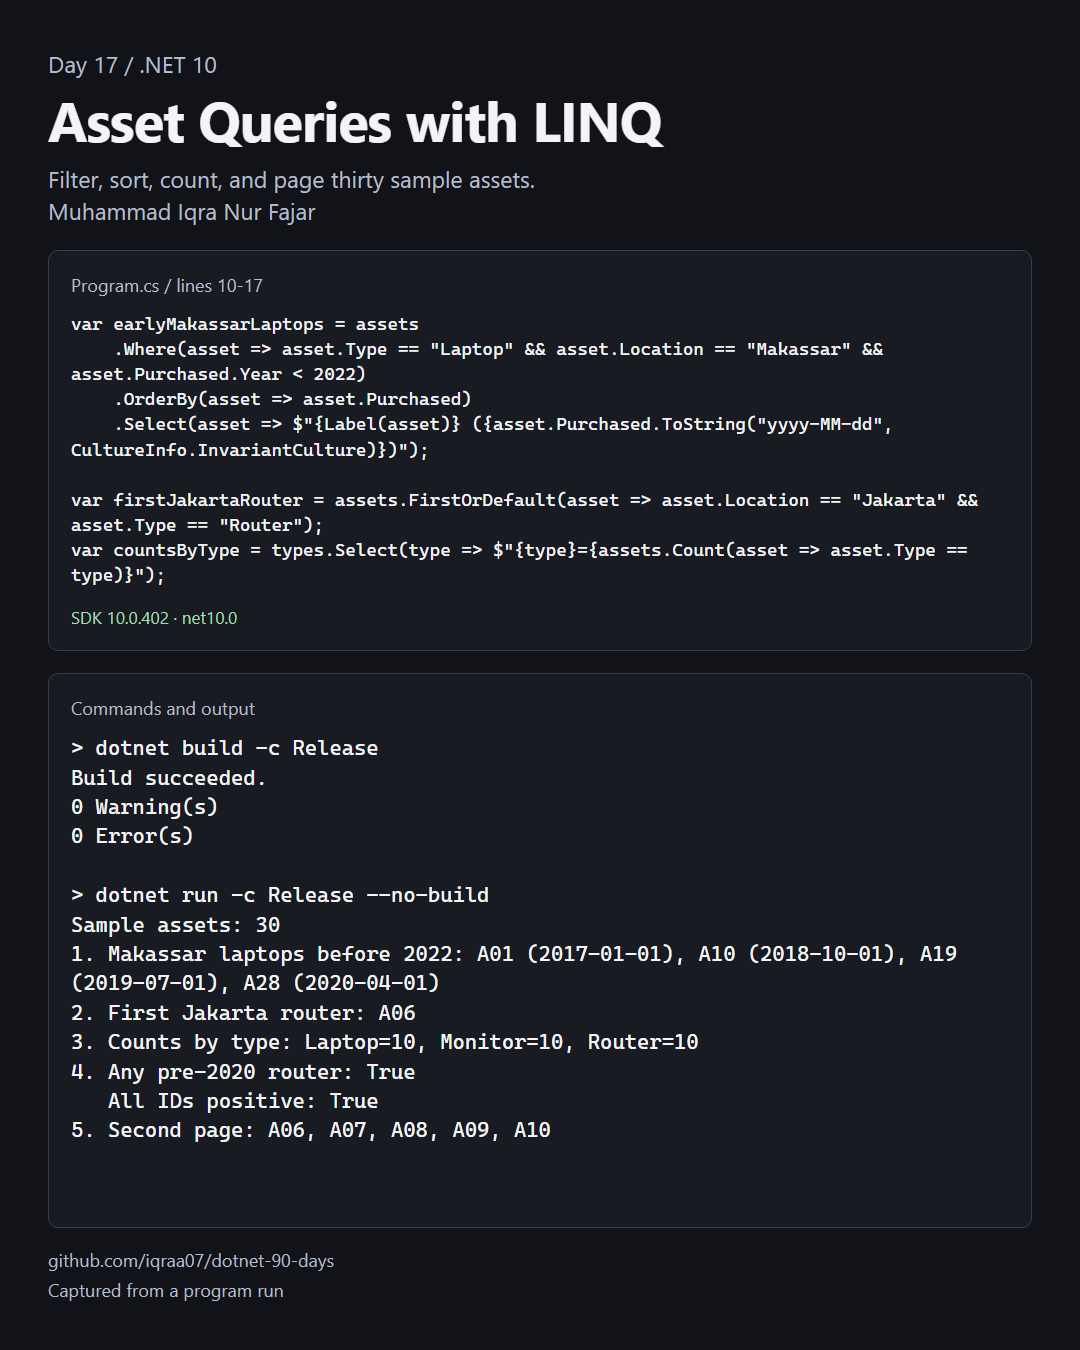 Day 17 / .NET 10
Asset Queries with LINQ
Filter, sort, count, and page thirty sample assets.
Muhammad Iqra Nur Fajar
Program.cs / lines 10-17
var earlyMakassarLaptops = assets
    .Where(asset => asset.Type == "Laptop" && asset.Location == "Makassar" &&
asset.Purchased.Year < 2022)
    .OrderBy(asset => asset.Purchased)
    .Select(asset => $"{Label(asset)} ({asset.Purchased.ToString("yyyy-MM-dd",
CultureInfo.InvariantCulture)})");
var firstJakartaRouter = assets.FirstOrDefault(asset => asset.Location == "Jakarta" &&
asset.Type == "Router");
var countsByType = types.Select(type => $"{type}={assets.Count(asset => asset.Type ==
type)}");
SDK 10.0.402 · net10.0
Commands and output
> dotnet build -c Release
Build succeeded.
0 Warning(s)
0 Error(s)
> dotnet run -c Release --no-build
Sample assets: 30
1. Makassar laptops before 2022: A01 (2017-01-01), A10 (2018-10-01), A19
(2019-07-01), A28 (2020-04-01)
2. First Jakarta router: A06
3. Counts by type: Laptop=10, Monitor=10, Router=10
4. Any pre-2020 router: True
   All IDs positive: True
5. Second page: A06, A07, A08, A09, A10
github.com/iqraa07/dotnet-90-days
Captured from a program run